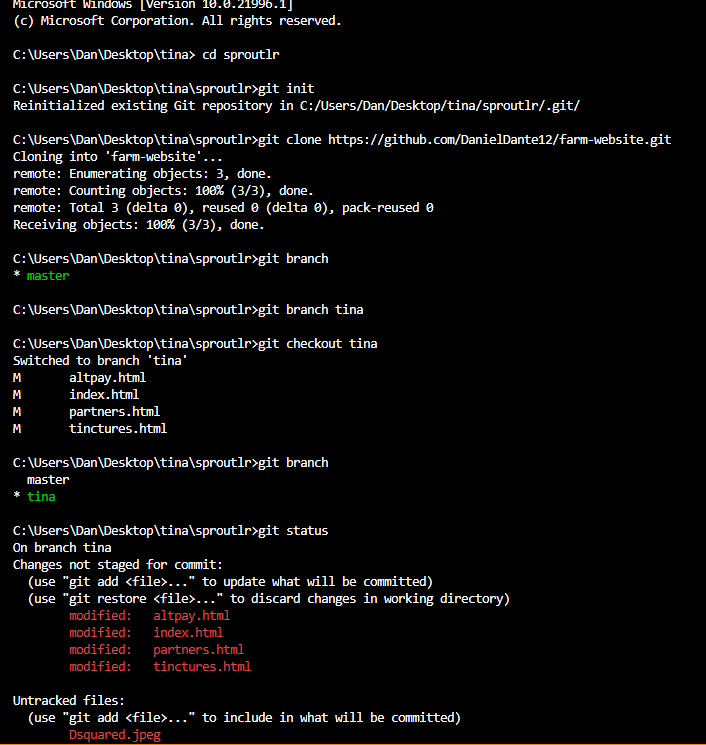 Microsoft Windows [Version 10.0.21996.1]
(c) Microsoft Corporation. All rights reserved.
C:\Users\Dan\Desktop\tina> cd sproutlr
C:\Users\Dan\Desktop\tina\sproutlr>git init
Reinitialized existing Git repository in C:/Users/Dan/Desktop/tina/sproutlr/.git/
C:\Users\Dan\Desktop\tina\sproutlr>git clone https://github.com/DanielDante12/farm-website.git
Cloning into 'farm-website'...
remote: Enumerating objects: 3, done.
remote: Counting objects: 100% (3/3), done.
remote: Total 3 (delta 0), reused 0 (delta 0), pack-reused 0
Receiving objects: 100% (3/3), done.
C:\Users\Dan\Desktop\tina\sproutlr>git branch
* master
C:\Users\Dan\Desktop\tina\sproutlr>git branch tina
C:\Users\Dan\Desktop\tina\sproutlr>git checkout tina
Switched to branch 'tina'
M       altpay.html
M       index.html
M       partners.html
M       tinctures.html
C:\Users\Dan\Desktop\tina\sproutlr>git branch
  master
* tina
C:\Users\Dan\Desktop\tina\sproutlr>git status
On branch tina
Changes not staged for commit:
  (use "git add <file>..." to update what will be committed)
  (use "git restore <file>..." to discard changes in working directory)
        modified:   altpay.html
        modified:   index.html
        modified:   partners.html
        modified:   tinctures.html
Untracked files:
  (use "git add <file>..." to include in what will be committed)
        Dsquared.jpeg